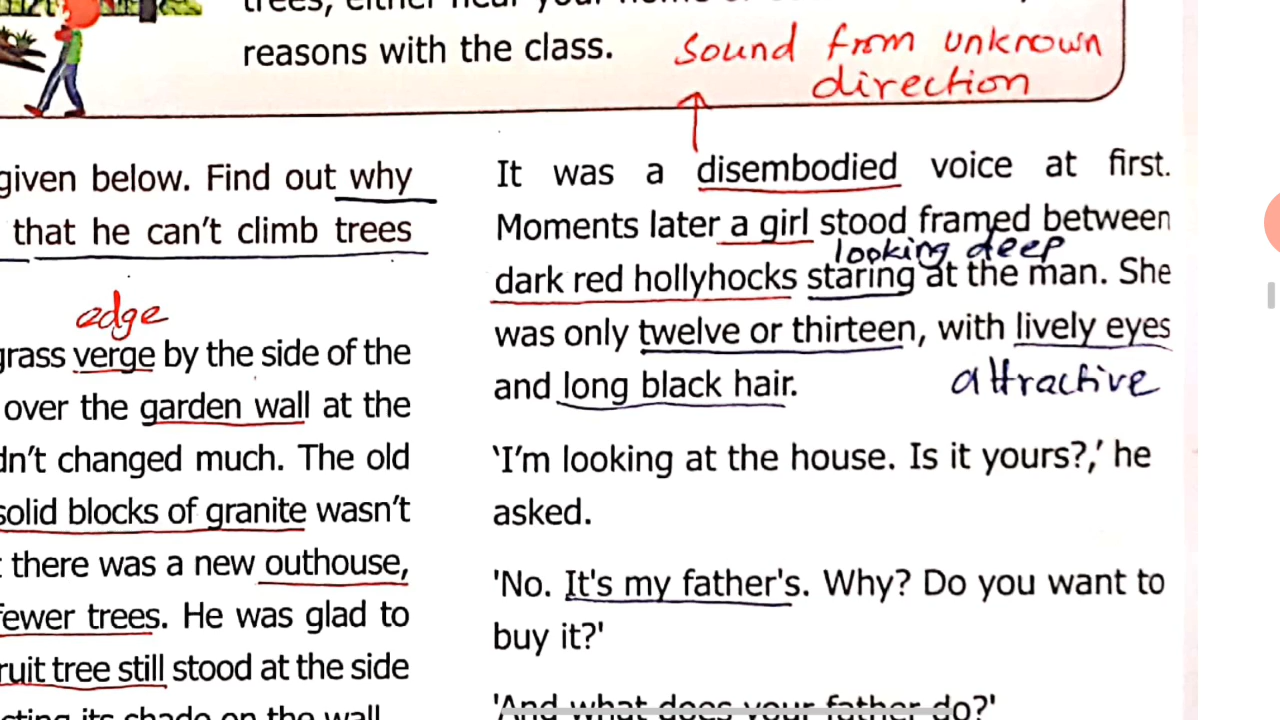 reasons with the class.
sound from unknown
direction
given below. Find out why
that he can't climb trees
edge
grass verge by the side of the
over the garden wall at the
dn't changed much. The old
solid blocks of granite wasn't
there was a new outhouse,
fewer trees. He was glad to
ruit tree still stood at the side
cting its shade on the wall
It was a disembodied voice at first.
Moments later a girl stood framed between
looking deep
dark red hollyhocks staring at the man. She
was only twelve or thirteen, with lively eyes
and long black hair.
attractive
‘I'm looking at the house. Is it yours?,’ he
asked.
'No. It's my father's. Why? Do you want to
buy it?'
'And what does your father do?'